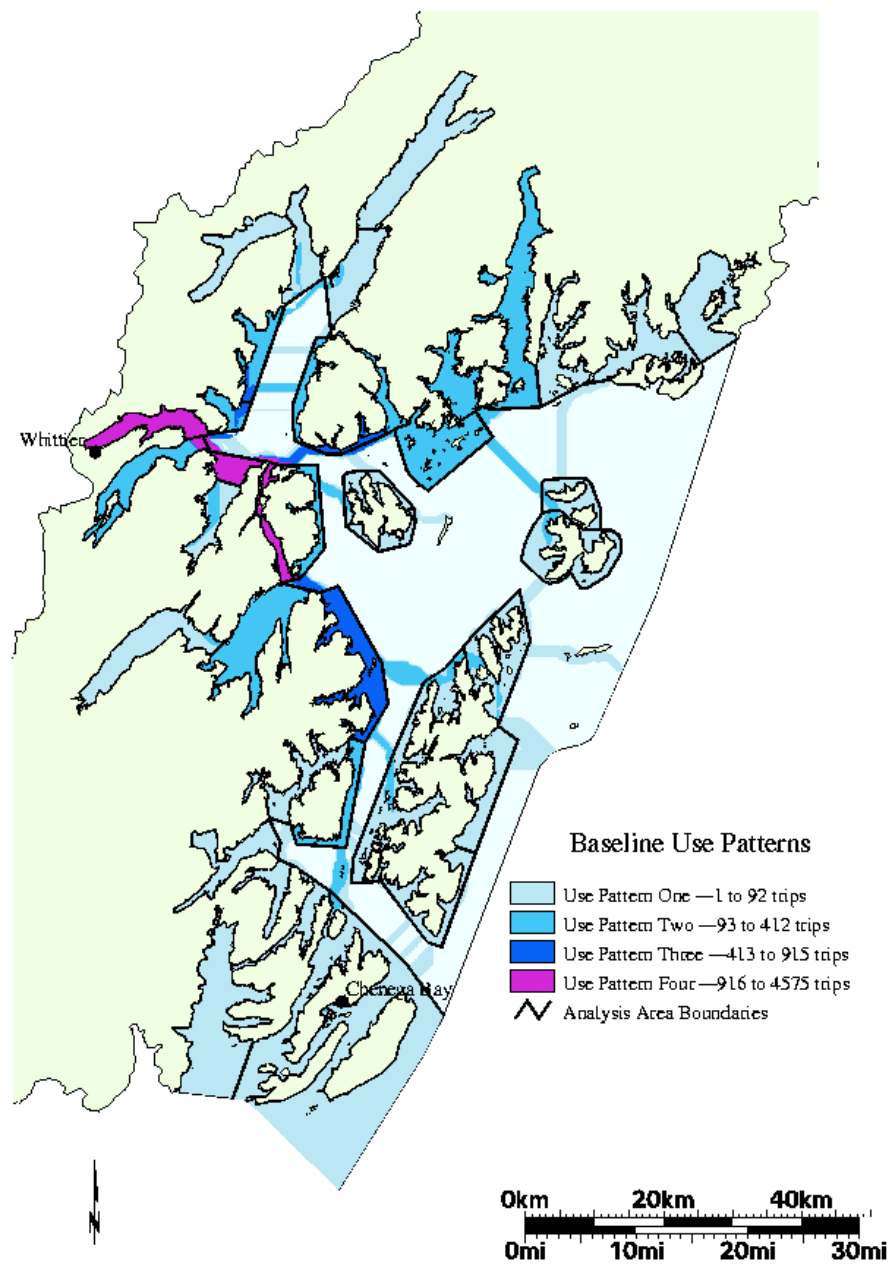 Whittier
Baseline Use Patterns
Use Pattern One —1 to 92 trips
Use Pattern Two —93 to 412 trips
Use Pattern Three —413 to 915 trips
Use Pattern Four —916 to 4575 trips
Analysis Area Boundaries
Chenega Bay
N
0km 20km 40km
0mi 10mi 20mi 30mi